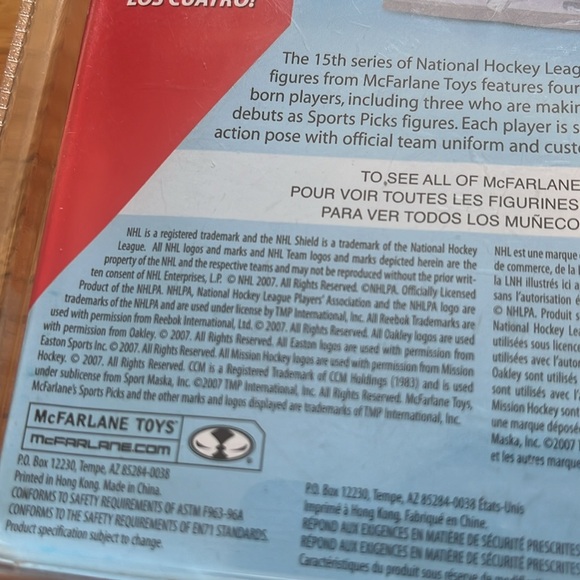 LOS CUATRO!
The 15th series of National Hockey Leag
figures from McFarlane Toys features four
born players, including three who are makin
debuts as Sports Picks figures. Each player is s
action pose with official team uniform and custo
TO SEE ALL OF McFARLANE
POUR VOIR TOUTES LES FIGURINES
PARA VER TODOS LOS MUÑECO
NHL is a registered trademark and the NHL Shield is a trademark of the National Hockey
League. All NHL logos and marks and NHL Team logos and marks depicted herein are the
property of the NHL and the respective teams and may not be reproduced without the prior writ-
ten consent of NHL Enterprises, L.P. © NHL 2007. All Rights Reserved. ©NHLPA. Officially Licensed
Product of the NHLPA. NHLPA, National Hockey League Players' Association and the NHLPA logo are
trademarks of the NHLPA and are used under license by TMP International, Inc. All Reebok Trademarks are
used with permission from Reebok International, Ltd. © 2007. All Rights Reserved. All Oakley logos are used
with permission from Oakley. © 2007. All Rights Reserved. All Easton logos are used with permission from
Easton Sports Inc. © 2007. All Rights Reserved. All Mission Hockey logos are used with permission from Mission
Hockey. © 2007. All Rights Reserved. CCM is a Registered Trademark of CCM Holdings (1983) and is used
under sublicense from Sport Maska, Inc. ©2007 TMP International, Inc. All Rights Reserved. McFarlane Toys,
McFarlane's Sports Picks and the other marks and logos displayed are trademarks of TMP International, Inc.
NHL est une marque
de commerce, de la
la LNH illustrés ici a
sans l'autorisation
© NHLPA. Produit s
National Hockey Le
utilisées sous licence
utilisées avec l'autor
Oakley sont utilisés
sont utilisés avec l'
Mission Hockey sont
une marque déposé
Maska, Inc. ©2007
et les autres marque
McFARLANE TOYS
McFARLANE.COM
P.O. Box 12230, Tempe, AZ 85284-0038
Printed in Hong Kong. Made in China.
CONFORMS TO SAFETY REQUIREMENTS OF ASTM F963-96A
CONFORMS TO THE SAFETY REQUIREMENTS OF EN71 STANDARDS.
Product specification subject to change.
P.O. Box 12230, Tempe, AZ 85284-0038 États-Unis
Imprimé à Hong Kong. Fabriqué en Chine.
RÉPOND AUX EXIGENCES EN MATIÈRE DE SÉCURITÉ PRESCRITES
RÉPOND AUX EXIGENCES EN MATIÈRE DE SÉCURITÉ PRESCRITES
Caractéristiques du produit sous réserve